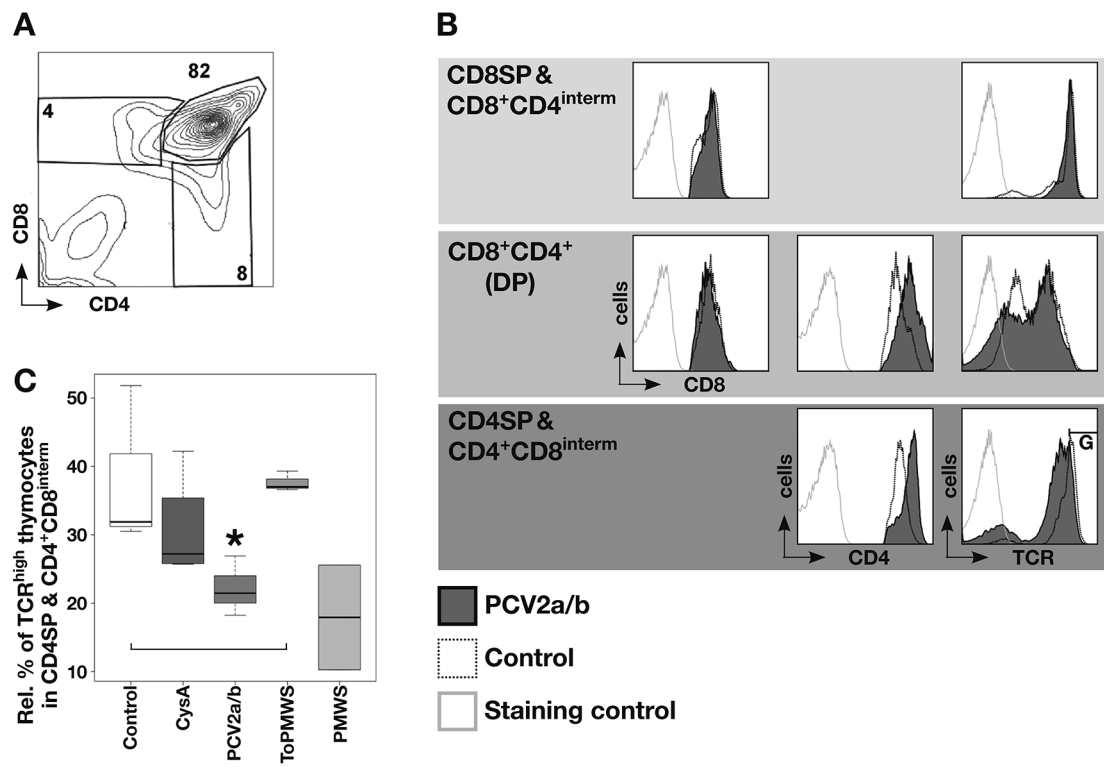 A
82
4
8
CD8
CD4
B
CD8SP &
CD8⁺CD4ⁱⁿᵗᵉʳᵐ
CD8⁺CD4⁺
(DP)
cells
CD8
CD4SP &
CD4⁺CD8ⁱⁿᵗᵉʳᵐ
cells
CD4
cells
TCR
G
PCV2a/b
Control
Staining control
C
Rel. % of TCRʰⁱᵍʰ thymocytes
in CD4SP & CD4⁺CD8ⁱⁿᵗᵉʳᵐ
50
40
30
20
10
*
Control
CysA
PCV2a/b
ToPMWS
PMWS